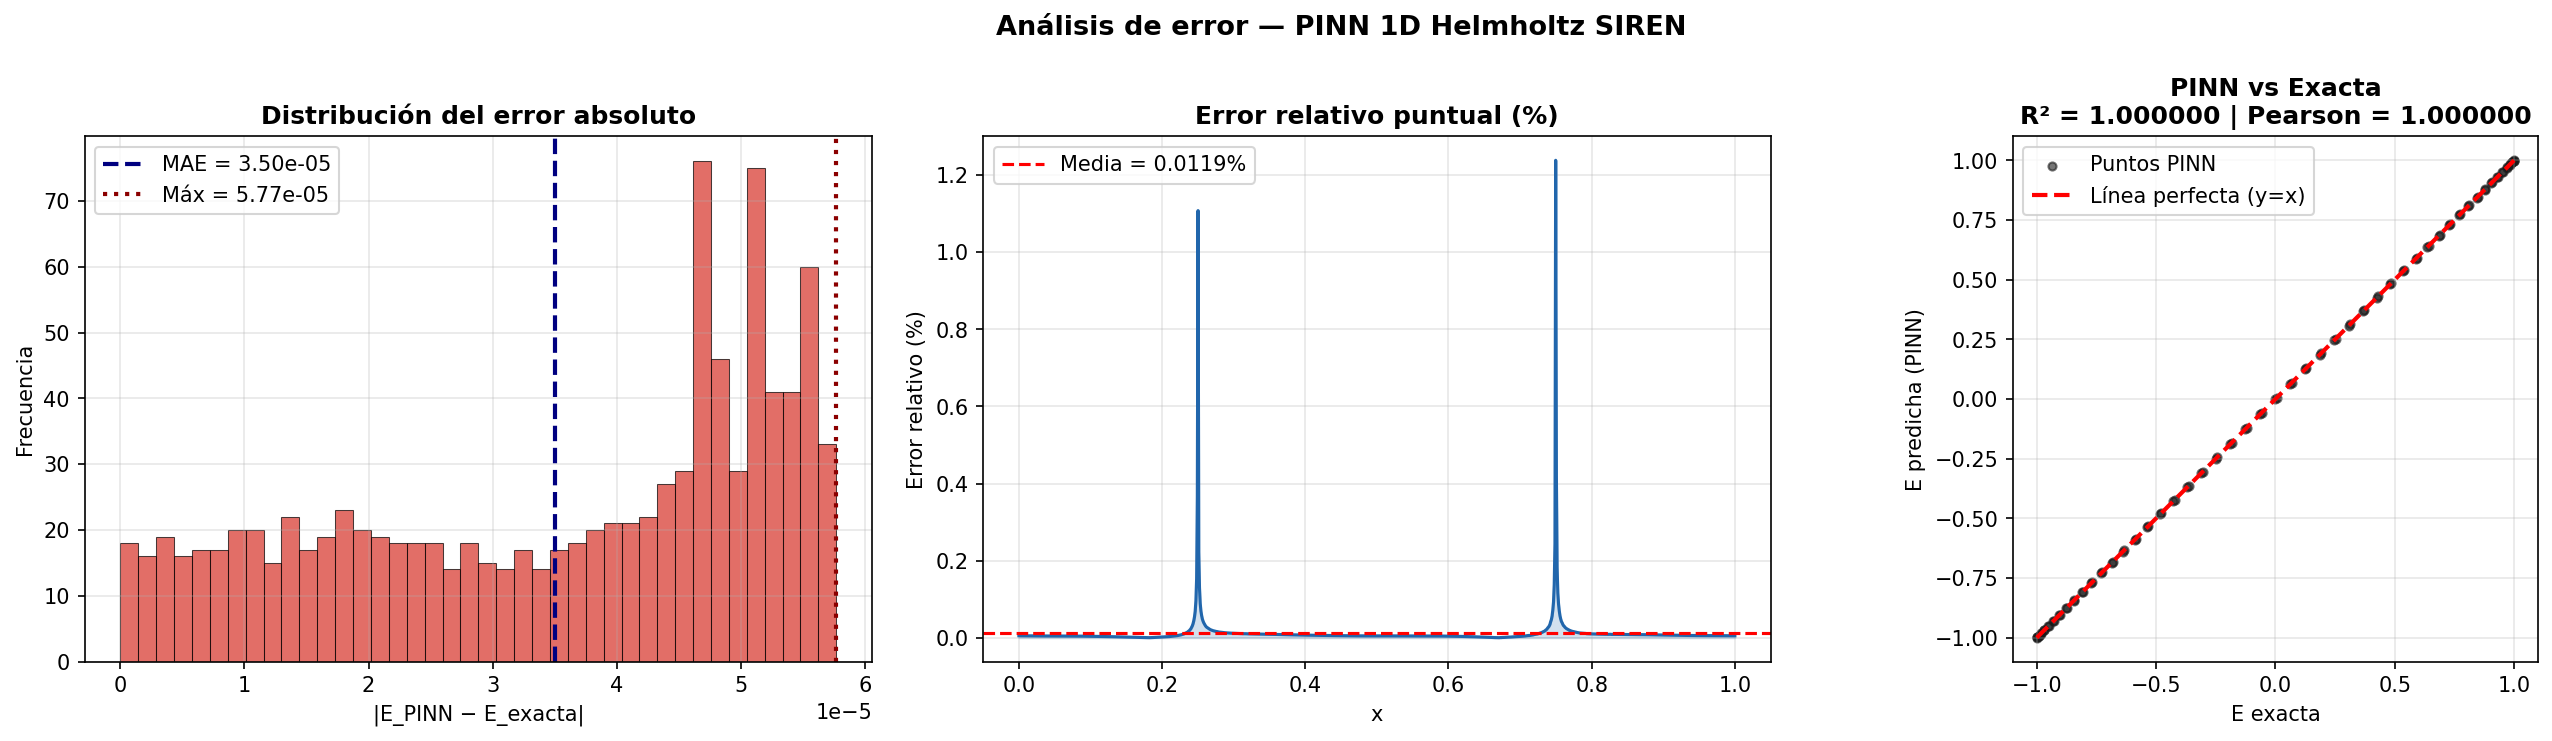 Análisis de error — PINN 1D Helmholtz SIREN
Distribución del error absoluto
MAE = 3.50e-05
Máx = 5.77e-05
Frecuencia
70
60
50
40
30
20
10
0
0 1 2 3 4 5 6
1e−5
|E_PINN − E_exacta|
Error relativo puntual (%)
Media = 0.0119%
Error relativo (%)
1.2
1.0
0.8
0.6
0.4
0.2
0.0
0.0 0.2 0.4 0.6 0.8 1.0
x
PINN vs Exacta
R² = 1.000000 | Pearson = 1.000000
Puntos PINN
Línea perfecta (y=x)
E predicha (PINN)
1.00
0.75
0.50
0.25
0.00
−0.25
−0.50
−0.75
−1.00
−1.0 −0.5 0.0 0.5 1.0
E exacta